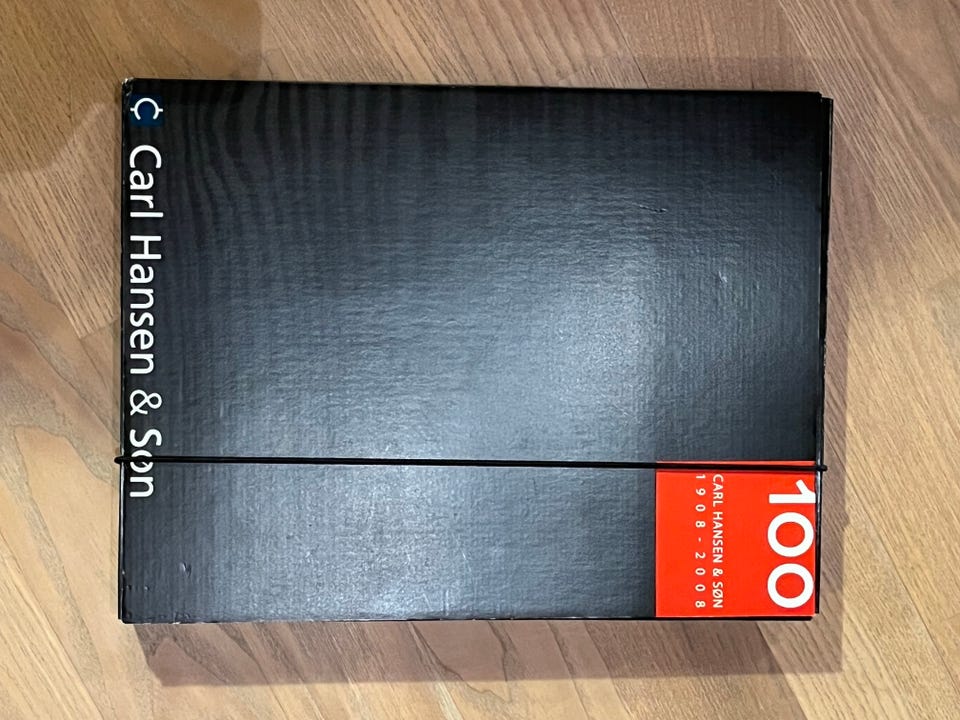 100
CARL HANSEN & SØN
1908-2008
Carl Hansen & Søn